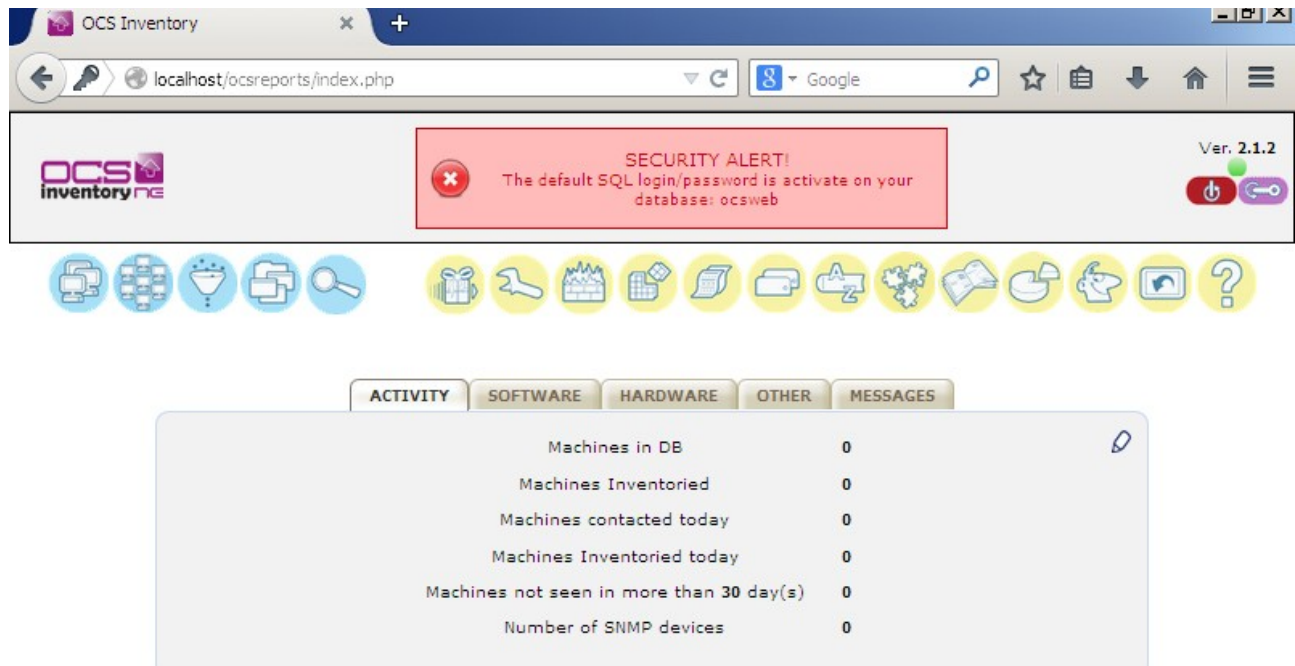 OCS Inventory
localhost/ocsreports/index.php
8 Google
OCS
inventory NG
SECURITY ALERT!
The default SQL login/password is activate on your
database: ocsweb
Ver. 2.1.2
A
Z
?
ACTIVITY SOFTWARE HARDWARE OTHER MESSAGES
Machines in DB 0
Machines Inventoried 0
Machines contacted today 0
Machines Inventoried today 0
Machines not seen in more than 30 day(s) 0
Number of SNMP devices 0